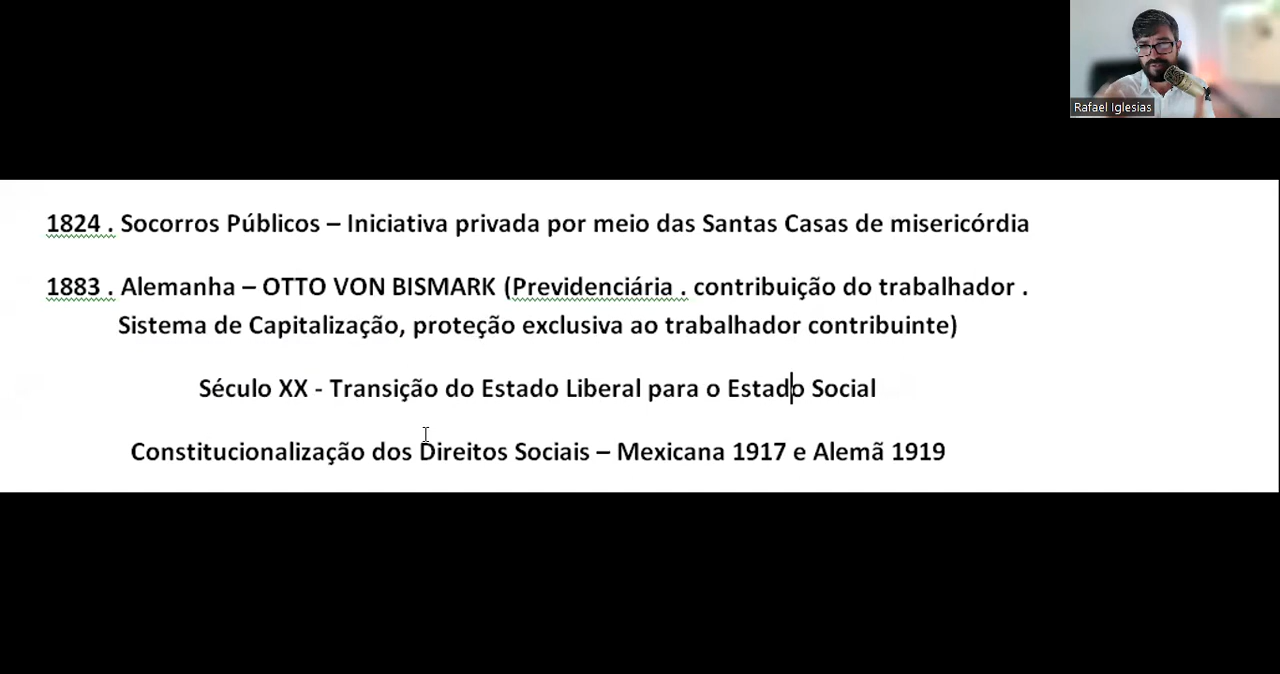 Rafael Iglesias
1824 . Socorros Públicos – Iniciativa privada por meio das Santas Casas de misericórdia
1883 . Alemanha – OTTO VON BISMARK (Previdenciária . contribuição do trabalhador .
Sistema de Capitalização, proteção exclusiva ao trabalhador contribuinte)
Século XX - Transição do Estado Liberal para o Estado Social
Constitucionalização dos Direitos Sociais – Mexicana 1917 e Alemã 1919